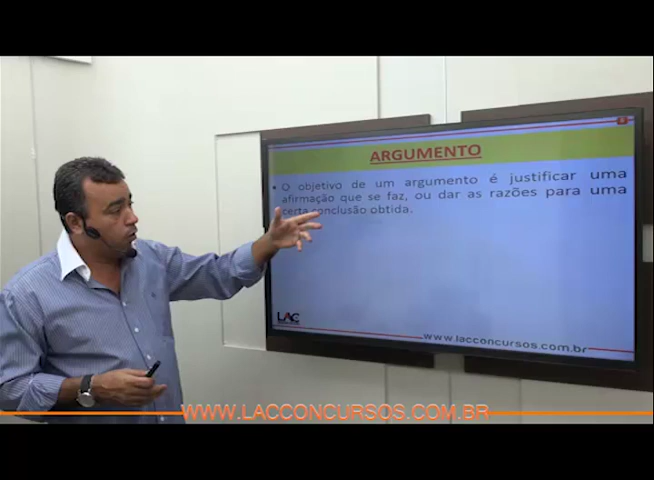 ARGUMENTO
• O objetivo de um argumento é justificar uma
afirmação que se faz, ou dar as razões para uma
certa conclusão obtida.
LAC
www.lacconcursos.com.br
WWW.LACCONCURSOS.COM.BR